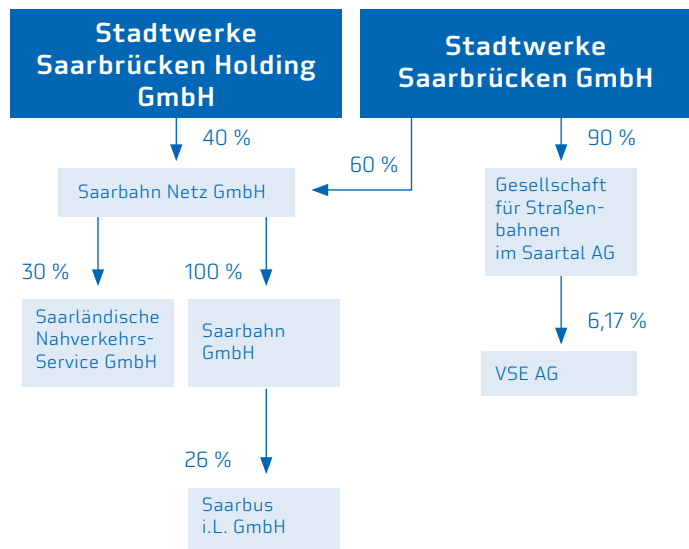 Stadtwerke
Saarbrücken Holding
GmbH
Stadtwerke
Saarbrücken GmbH
40 %
60 %
90 %
Saarbahn Netz GmbH
Gesellschaft
für Straßen-
bahnen
im Saartal AG
30 %
100 %
Saarländische
Nahverkehrs-
Service GmbH
Saarbahn
GmbH
6,17 %
VSE AG
26 %
Saarbus
i.L. GmbH